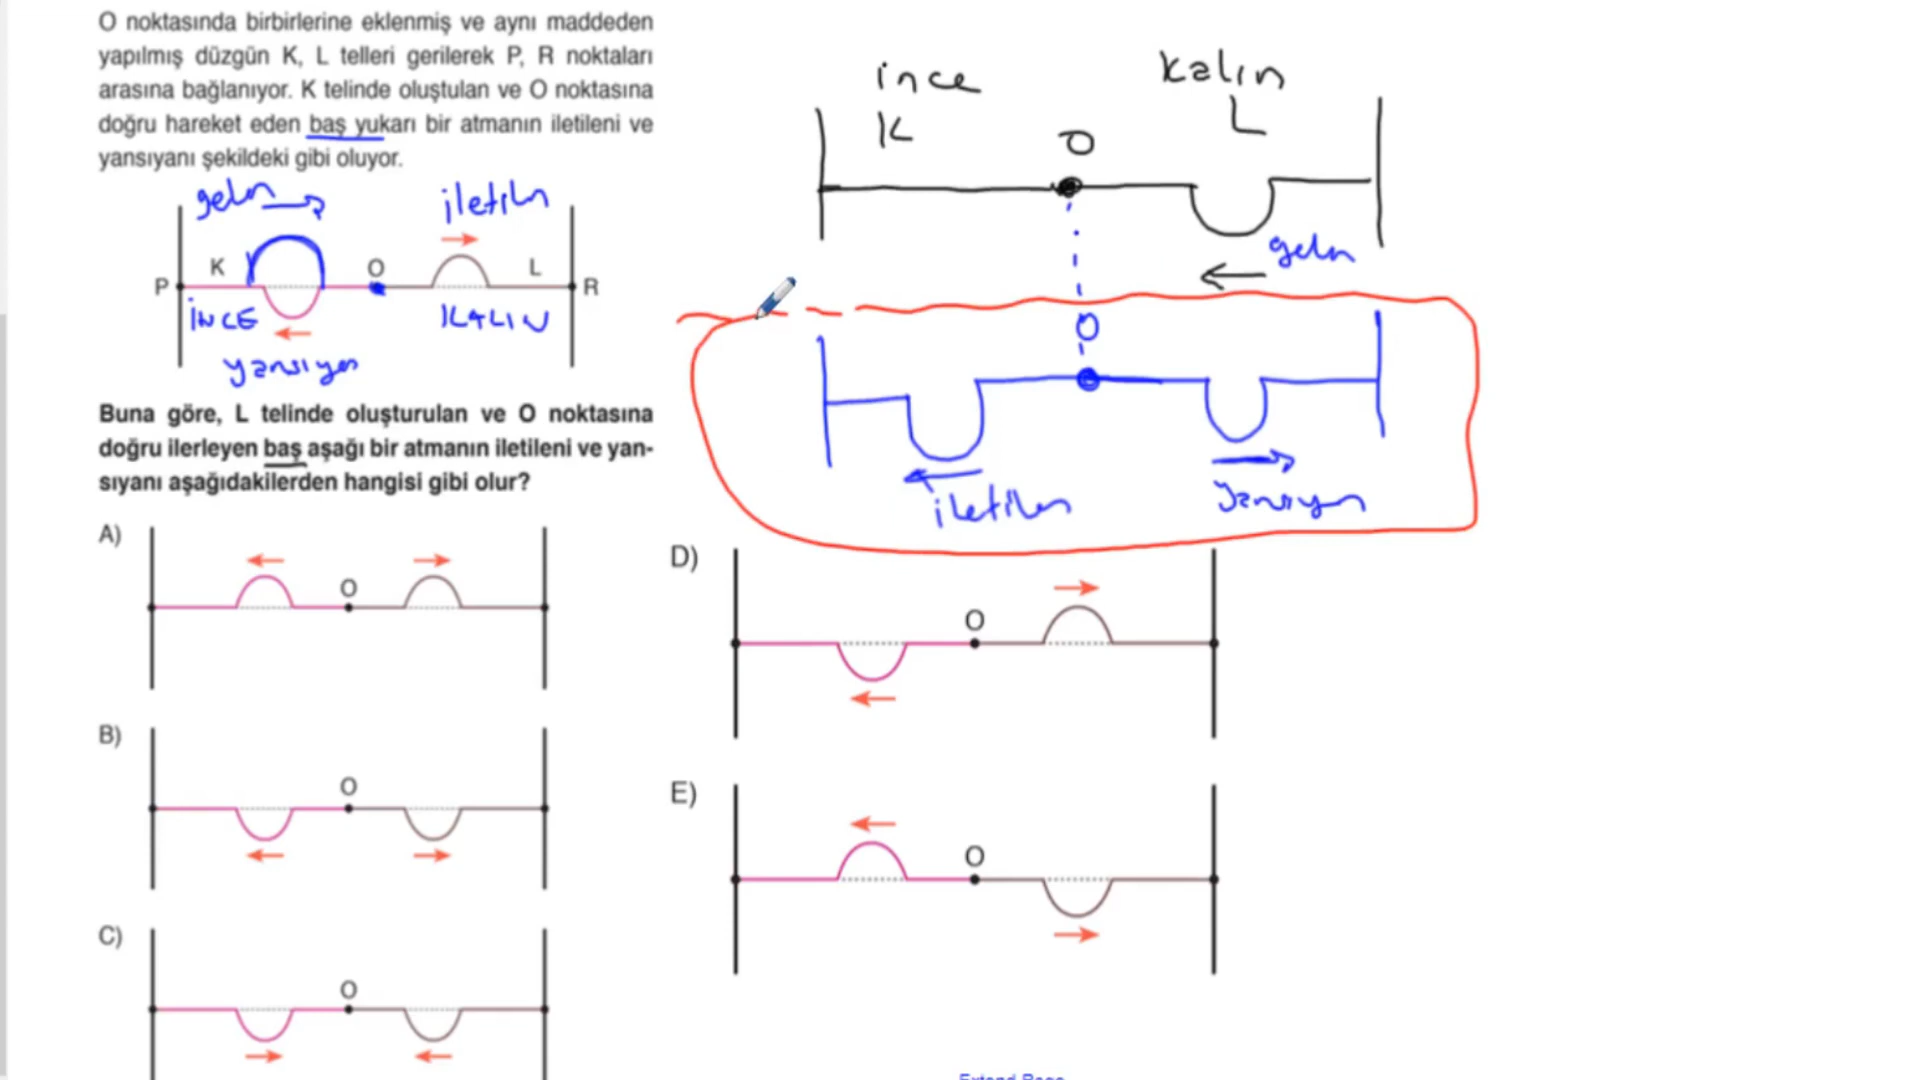 O noktasında birbirlerine eklenmiş ve aynı maddeden
yapılmış düzgün K, L telleri gerilerek P, R noktaları
arasına bağlanıyor. K telinde oluştulan ve O noktasına
doğru hareket eden baş yukarı bir atmanın iletileni ve
yansıyanı şekildeki gibi oluyor.
gelen
iletilen
K
O
L
P
R
İNCE
KALIN
yansıyan
Buna göre, L telinde oluşturulan ve O noktasına
doğru ilerleyen baş aşağı bir atmanın iletileni ve yan-
sıyanı aşağıdakilerden hangisi gibi olur?
A)
O
B)
O
C)
O
ince
kalın
K
O
L
gelen
O
iletilen
yansıyan
D)
O
E)
O
Extend Page